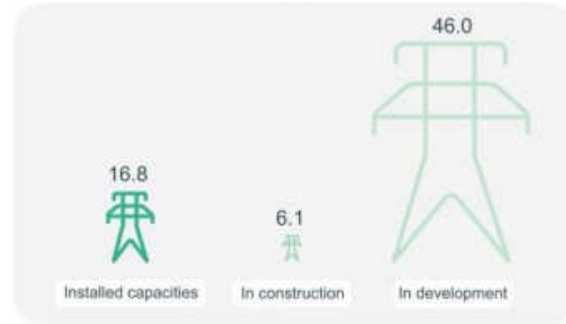 46.0
16.8
6.1
Installed capacities
In construction
In development